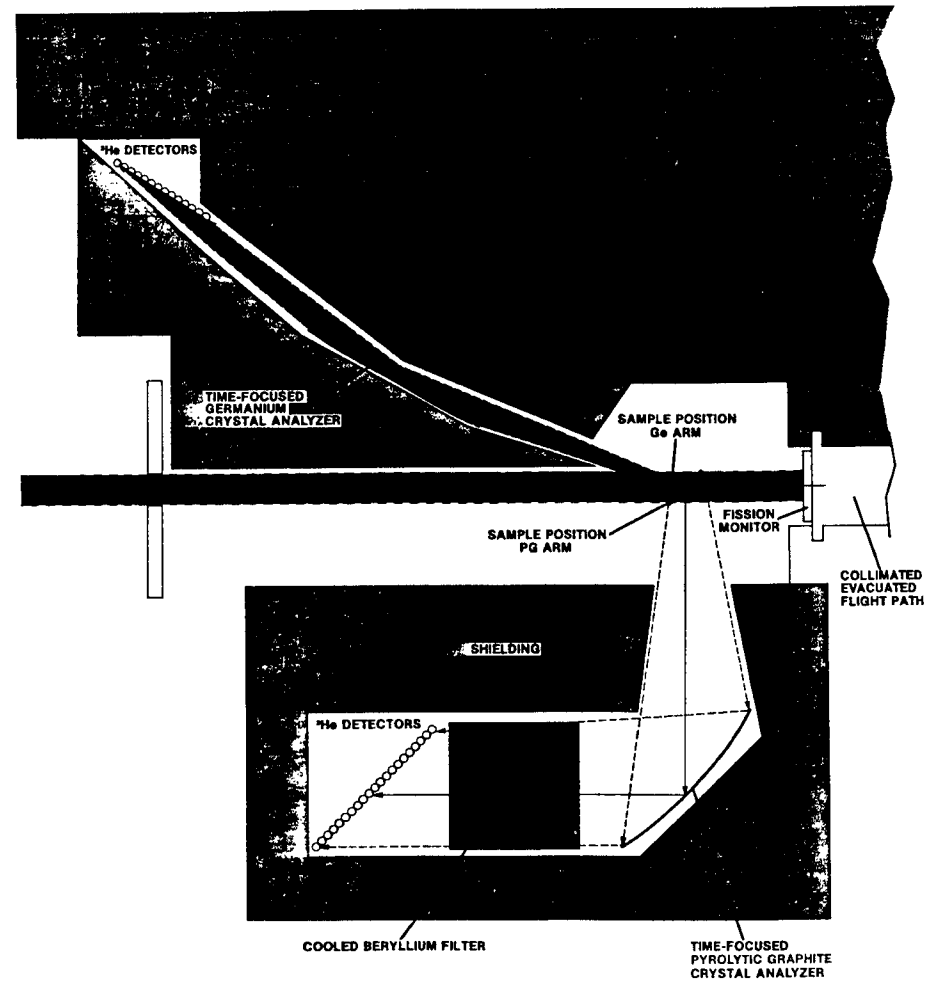 ³He DETECTORS
TIME-FOCUSED
GERMANIUM
CRYSTAL ANALYZER
SAMPLE POSITION
Ge ARM
SAMPLE POSITION
PG ARM
FISSION
MONITOR
COLLIMATED
EVACUATED
FLIGHT PATH
SHIELDING
³He DETECTORS
COOLED BERYLLIUM FILTER
TIME-FOCUSED
PYROLYTIC GRAPHITE
CRYSTAL ANALYZER